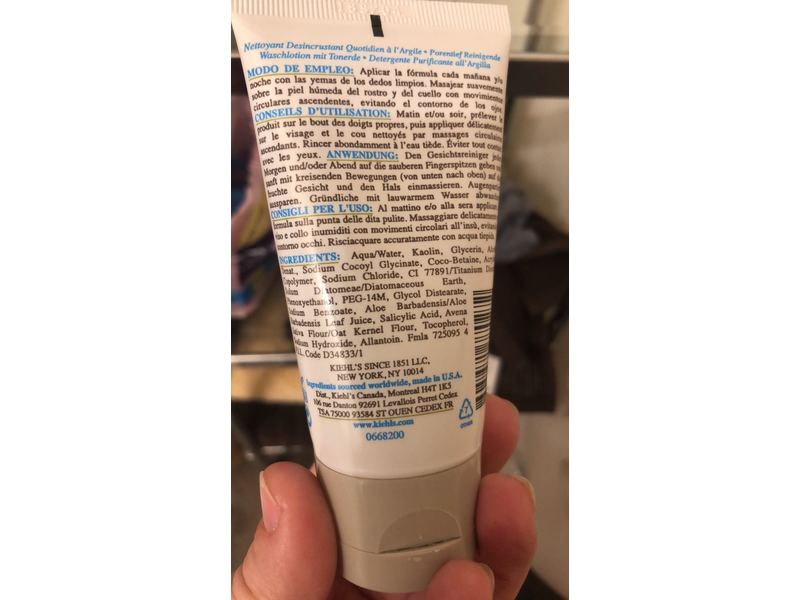 Nettoyant Desincrustant Quotidien à l'Argile • Porentief Reinigende
Waschlotion mit Tonerde • Detergente Purificante all'Argilla
MODO DE EMPLEO: Aplicar la fórmula cada mañana y/o
noche con las yemas de los dedos limpios. Masajear suavemente
sobre la piel húmeda del rostro y del cuello con movimientos
circulares ascendentes, evitando el contorno de los ojos.
CONSEILS D'UTILISATION: Matin et/ou soir, prélever le
produit sur le bout des doigts propres, puis appliquer délicatement
sur le visage et le cou nettoyés par massages circulaires
ascendants. Rincer abondamment à l'eau tiède. Éviter tout contact
avec les yeux. ANWENDUNG: Den Gesichtsreiniger jeden
Morgen und/oder Abend auf die sauberen Fingerspitzen geben und
sanft mit kreisenden Bewegungen (von unten nach oben) auf das
feuchte Gesicht und den Hals einmassieren. Augenpartie
aussparen. Gründliche mit lauwarmem Wasser abwaschen.
CONSIGLI PER L'USO: Al mattino e/o alla sera applicare
formula sulla punta delle dita pulite. Massaggiare delicatamente
viso e collo inumiditi con movimenti circolari all'insù, evitando
contorno occhi. Risciacquare accuratamente con acqua tiepida.
INGREDIENTS: Aqua/Water, Kaolin, Glycerin,
Denat., Sodium Cocoyl Glycinate, Coco-Betaine,
Copolymer, Sodium Chloride, CI 77891/Titanium
Solum Diatomeae/Diatomaceous Earth,
Phenoxyethanol, PEG-14M, Glycol Distearate,
Sodium Benzoate, Aloe Barbadensis/Aloe
Barbadensis Leaf Juice, Salicylic Acid, Avena
Sativa Flour/Oat Kernel Flour, Tocopherol,
Sodium Hydroxide, Allantoin. Fmla 725095 4
F.I.L. Code D34833/1
KIEHL'S SINCE 1851 LLC,
NEW YORK, NY 10014
Ingredients sourced worldwide, made in U.S.A.
Dist., Kiehl's Canada, Montreal H4T 1K5
106 rue Danton 92691 Levallois Perret Cedex
TSA 75000 93584 ST OUEN CEDEX FR
www.kiehls.com
0668200
7
OTHER